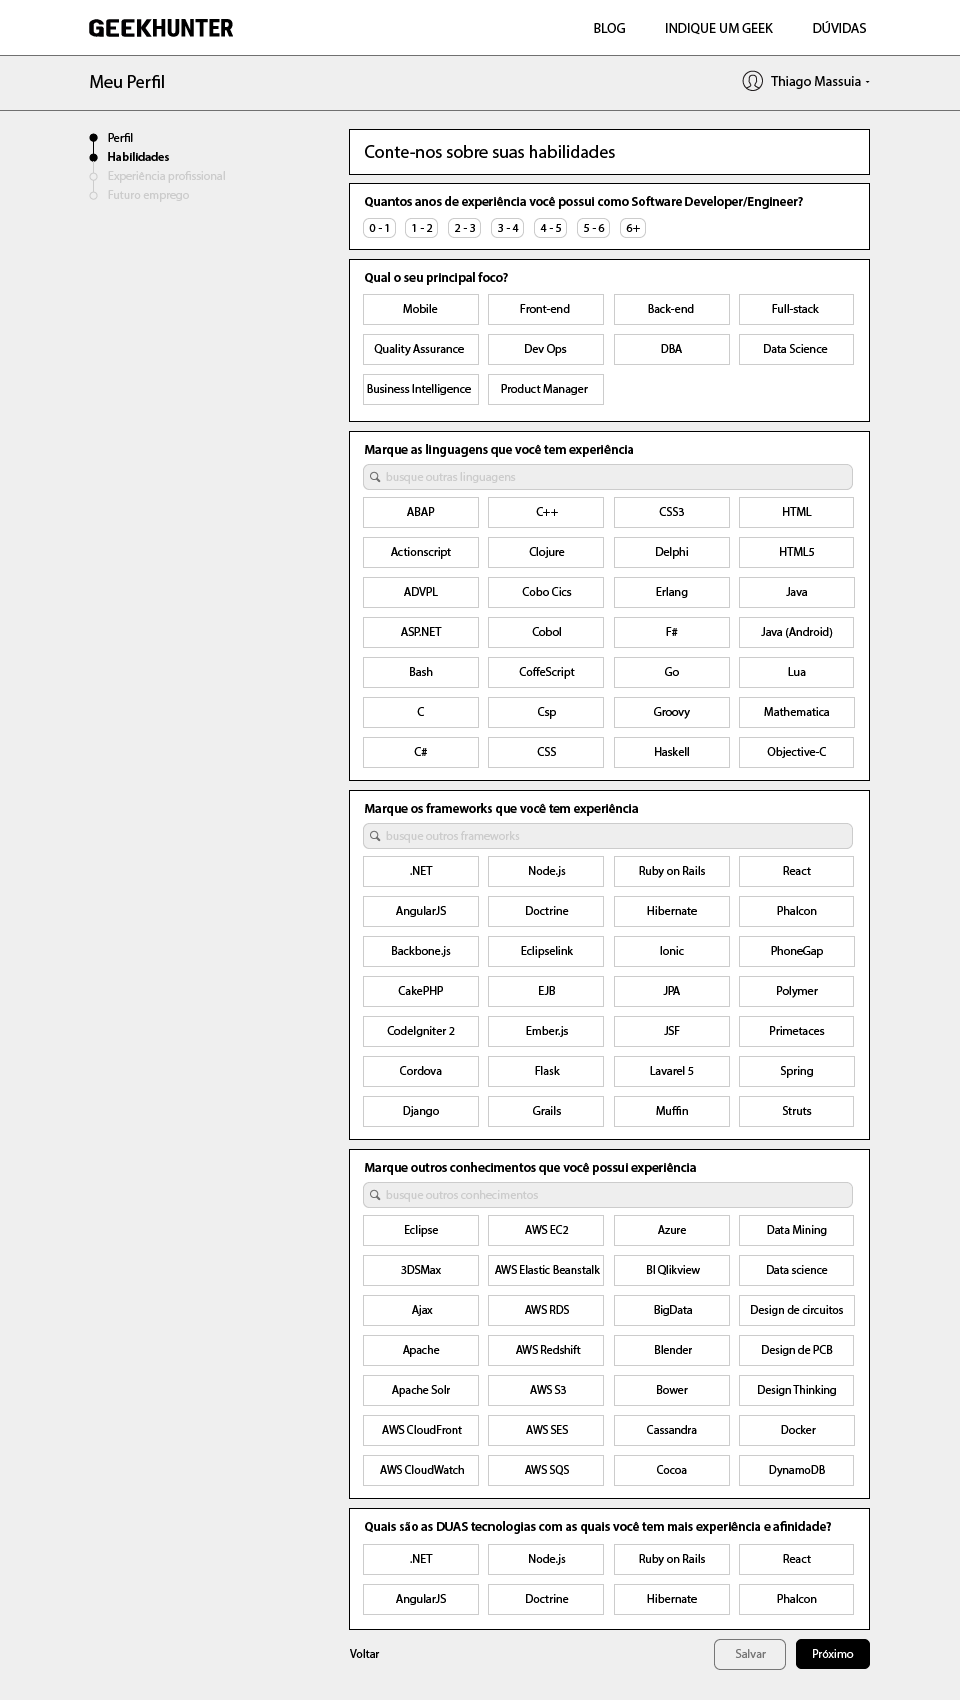 GEEKHUNTER
BLOG INDIQUE UM GEEK DÚVIDAS
Meu Perfil
Thiago Massuia
Perfil
Habilidades
Experiência profissional
Futuro emprego
Conte-nos sobre suas habilidades
Quantos anos de experiência você possui como Software Developer/Engineer?
0 - 1 1 - 2 2 - 3 3 - 4 4 - 5 5 - 6 6+
Qual o seu principal foco?
Mobile Front-end Back-end Full-stack
Quality Assurance Dev Ops DBA Data Science
Business Intelligence Product Manager
Marque as linguagens que você tem experiência
busque outras linguagens
ABAP C++ CSS3 HTML
Actionscript Clojure Delphi HTML5
ADVPL Cobo Cics Erlang Java
ASP.NET Cobol F# Java (Android)
Bash CoffeScript Go Lua
C Csp Groovy Mathematica
C# CSS Haskell Objective-C
Marque os frameworks que você tem experiência
busque outros frameworks
.NET Node.js Ruby on Rails React
AngularJS Doctrine Hibernate Phalcon
Backbone.js Eclipselink Ionic PhoneGap
CakePHP EJB JPA Polymer
CodeIgniter 2 Ember.js JSF Primetaces
Cordova Flask Lavarel 5 Spring
Django Grails Muffin Struts
Marque outros conhecimentos que você possui experiência
busque outros conhecimentos
Eclipse AWS EC2 Azure Data Mining
3DSMax AWS Elastic Beanstalk BI Qlikview Data science
Ajax AWS RDS BigData Design de circuitos
Apache AWS Redshift Blender Design de PCB
Apache Solr AWS S3 Bower Design Thinking
AWS CloudFront AWS SES Cassandra Docker
AWS CloudWatch AWS SQS Cocoa DynamoDB
Quais são as DUAS tecnologias com as quais você tem mais experiência e afinidade?
.NET Node.js Ruby on Rails React
AngularJS Doctrine Hibernate Phalcon
Voltar Salvar Próximo